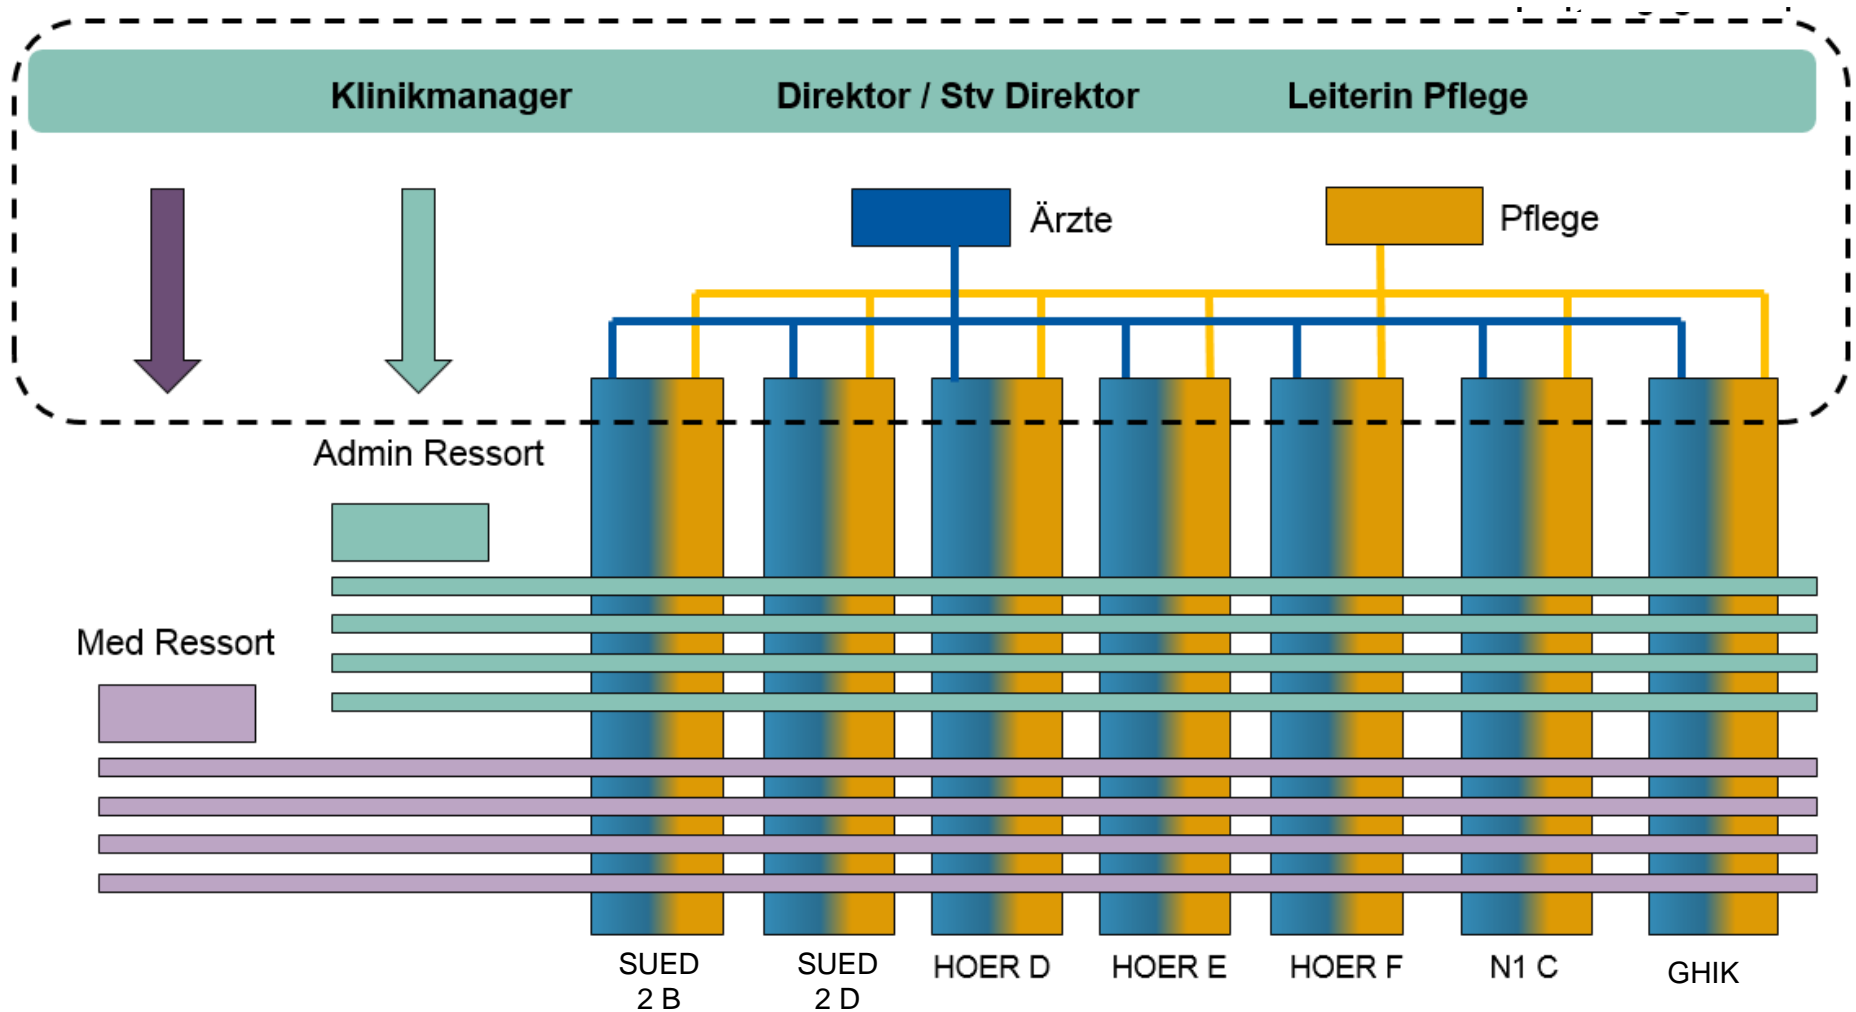 Klinikmanager Direktor / Stv Direktor Leiterin Pflege
Ärzte Pflege
Admin Ressort
Med Ressort
SUED
2 B
SUED
2 D
HOER D
HOER E
HOER F
N1 C
GHIK